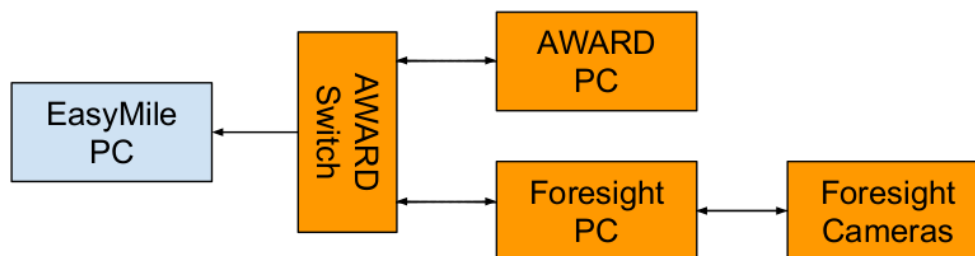 EasyMile
PC
AWARD
Switch
AWARD
PC
Foresight
PC
Foresight
Cameras